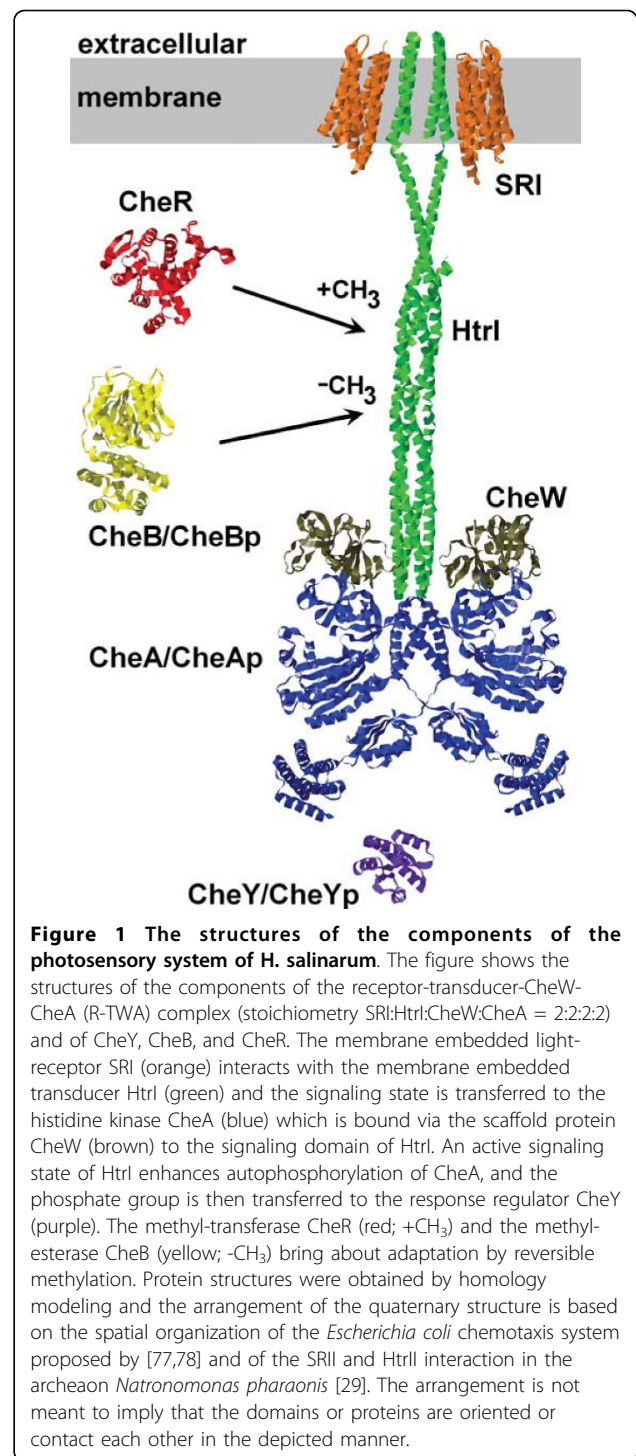 extracellular
membrane
SRI
CheR
+CH3
HtrI
-CH3
CheW
CheB/CheBp
CheA/CheAp
CheY/CheYp
Figure 1 The structures of the components of the
photosensory system of H. salinarum. The figure shows the
structures of the components of the receptor-transducer-CheW-
CheA (R-TWA) complex (stoichiometry SRI:HtrI:CheW:CheA = 2:2:2:2)
and of CheY, CheB, and CheR. The membrane embedded light-
receptor SRI (orange) interacts with the membrane embedded
transducer HtrI (green) and the signaling state is transferred to the
histidine kinase CheA (blue) which is bound via the scaffold protein
CheW (brown) to the signaling domain of HtrI. An active signaling
state of HtrI enhances autophosphorylation of CheA, and the
phosphate group is then transferred to the response regulator CheY
(purple). The methyl-transferase CheR (red; +CH3) and the methyl-
esterase CheB (yellow; -CH3) bring about adaptation by reversible
methylation. Protein structures were obtained by homology
modeling and the arrangement of the quaternary structure is based
on the spatial organization of the Escherichia coli chemotaxis system
proposed by [77,78] and of the SRII and HtrII interaction in the
archeaon Natronomonas pharaonis [29]. The arrangement is not
meant to imply that the domains or proteins are oriented or
contact each other in the depicted manner.